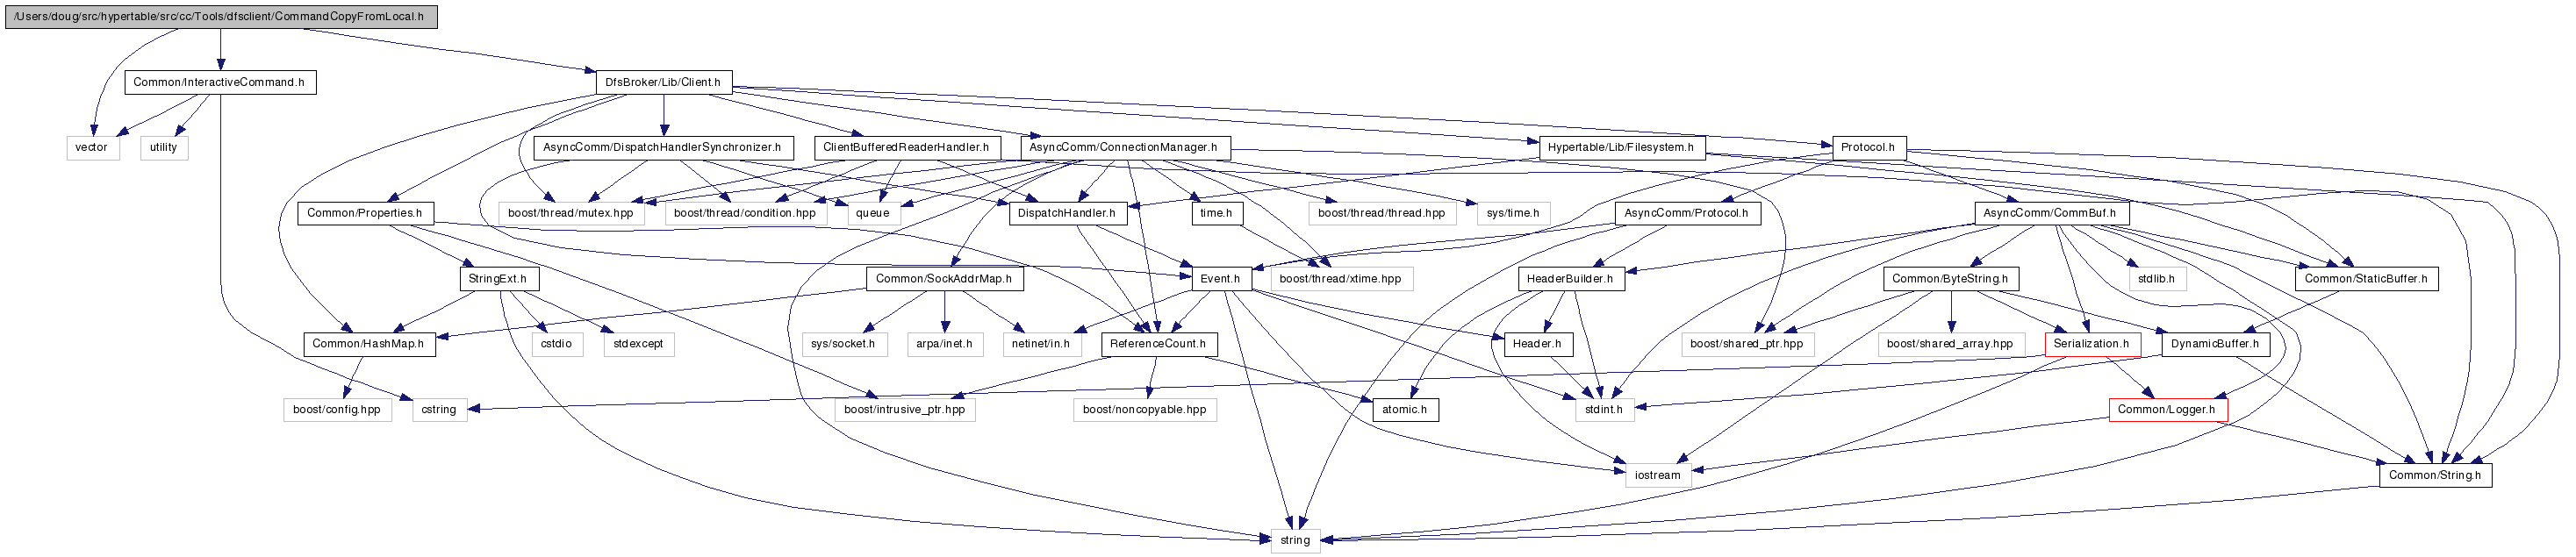 /Users/doug/src/hypertable/src/cc/Tools/dfsclient/CommandCopyFromLocal.h
Common/InteractiveCommand.h
DfsBroker/Lib/Client.h
vector
utility
AsyncComm/DispatchHandlerSynchronizer.h
ClientBufferedReaderHandler.h
AsyncComm/ConnectionManager.h
Hypertable/Lib/Filesystem.h
Protocol.h
Common/Properties.h
boost/thread/mutex.hpp
boost/thread/condition.hpp
queue
DispatchHandler.h
time.h
boost/thread/thread.hpp
sys/time.h
AsyncComm/Protocol.h
AsyncComm/CommBuf.h
StringExt.h
Common/SockAddrMap.h
Event.h
boost/thread/xtime.hpp
HeaderBuilder.h
Common/ByteString.h
stdlib.h
Common/StaticBuffer.h
Common/HashMap.h
cstdio
stdexcept
sys/socket.h
arpa/inet.h
netinet/in.h
ReferenceCount.h
Header.h
boost/shared_ptr.hpp
boost/shared_array.hpp
Serialization.h
DynamicBuffer.h
boost/config.hpp
cstring
boost/intrusive_ptr.hpp
boost/noncopyable.hpp
atomic.h
stdint.h
Common/Logger.h
iostream
Common/String.h
string